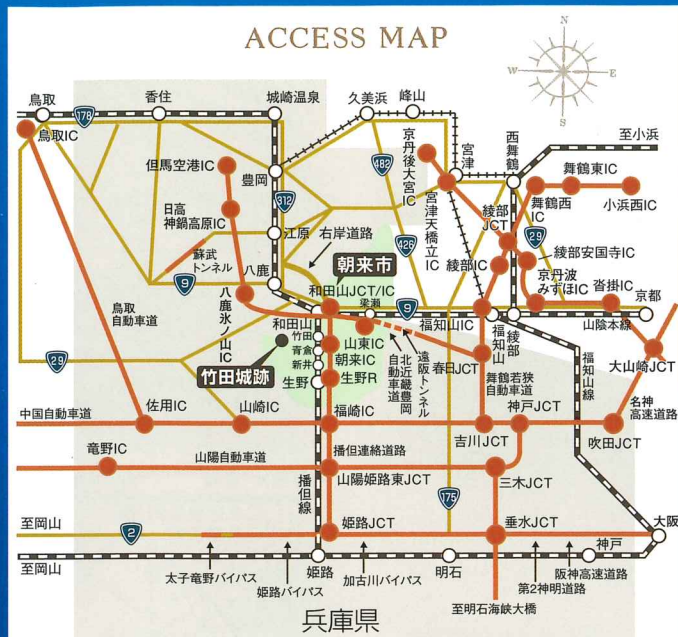 ACCESS MAP
N
W
E
S
鳥取
178
鳥取IC
香住
城崎温泉
久美浜
峰山
京丹後大宮IC
宮津
西舞鶴
至小浜
但馬空港IC
豊岡
482
宮津天橋立IC
舞鶴東IC
舞鶴西IC
小浜西IC
日高
神鍋高原IC
312
江原
右岸道路
426
綾部JCT
綾部IC
29
綾部安国寺IC
蘇武
トンネル
八鹿
朝来市
京丹波
みずほIC
沓掛IC
9
八鹿氷ノ山IC
和田山JCT/IC
梁瀬
9
福知山IC
福知山
綾部
京都
山陰本線
鳥取
自動車道
和田山
竹田
青倉
新井
生野
山東IC
朝来IC
生野R
竹田城跡
北近畿豊岡
自動車道
遠阪トンネル
春日JCT
舞鶴若狭
自動車道
福知山線
大山崎JCT
名神
高速道路
29
中国自動車道
佐用IC
山崎IC
福崎IC
吉川JCT
神戸JCT
吹田JCT
竜野IC
山陽自動車道
播但連絡道路
山陽姫路東JCT
三木JCT
播但線
175
至岡山
2
姫路JCT
垂水JCT
大阪
至岡山
姫路
明石
神戸
太子竜野バイパス
姫路バイパス
加古川バイパス
第2神明道路
阪神高速道路
至明石海峡大橋
兵庫県